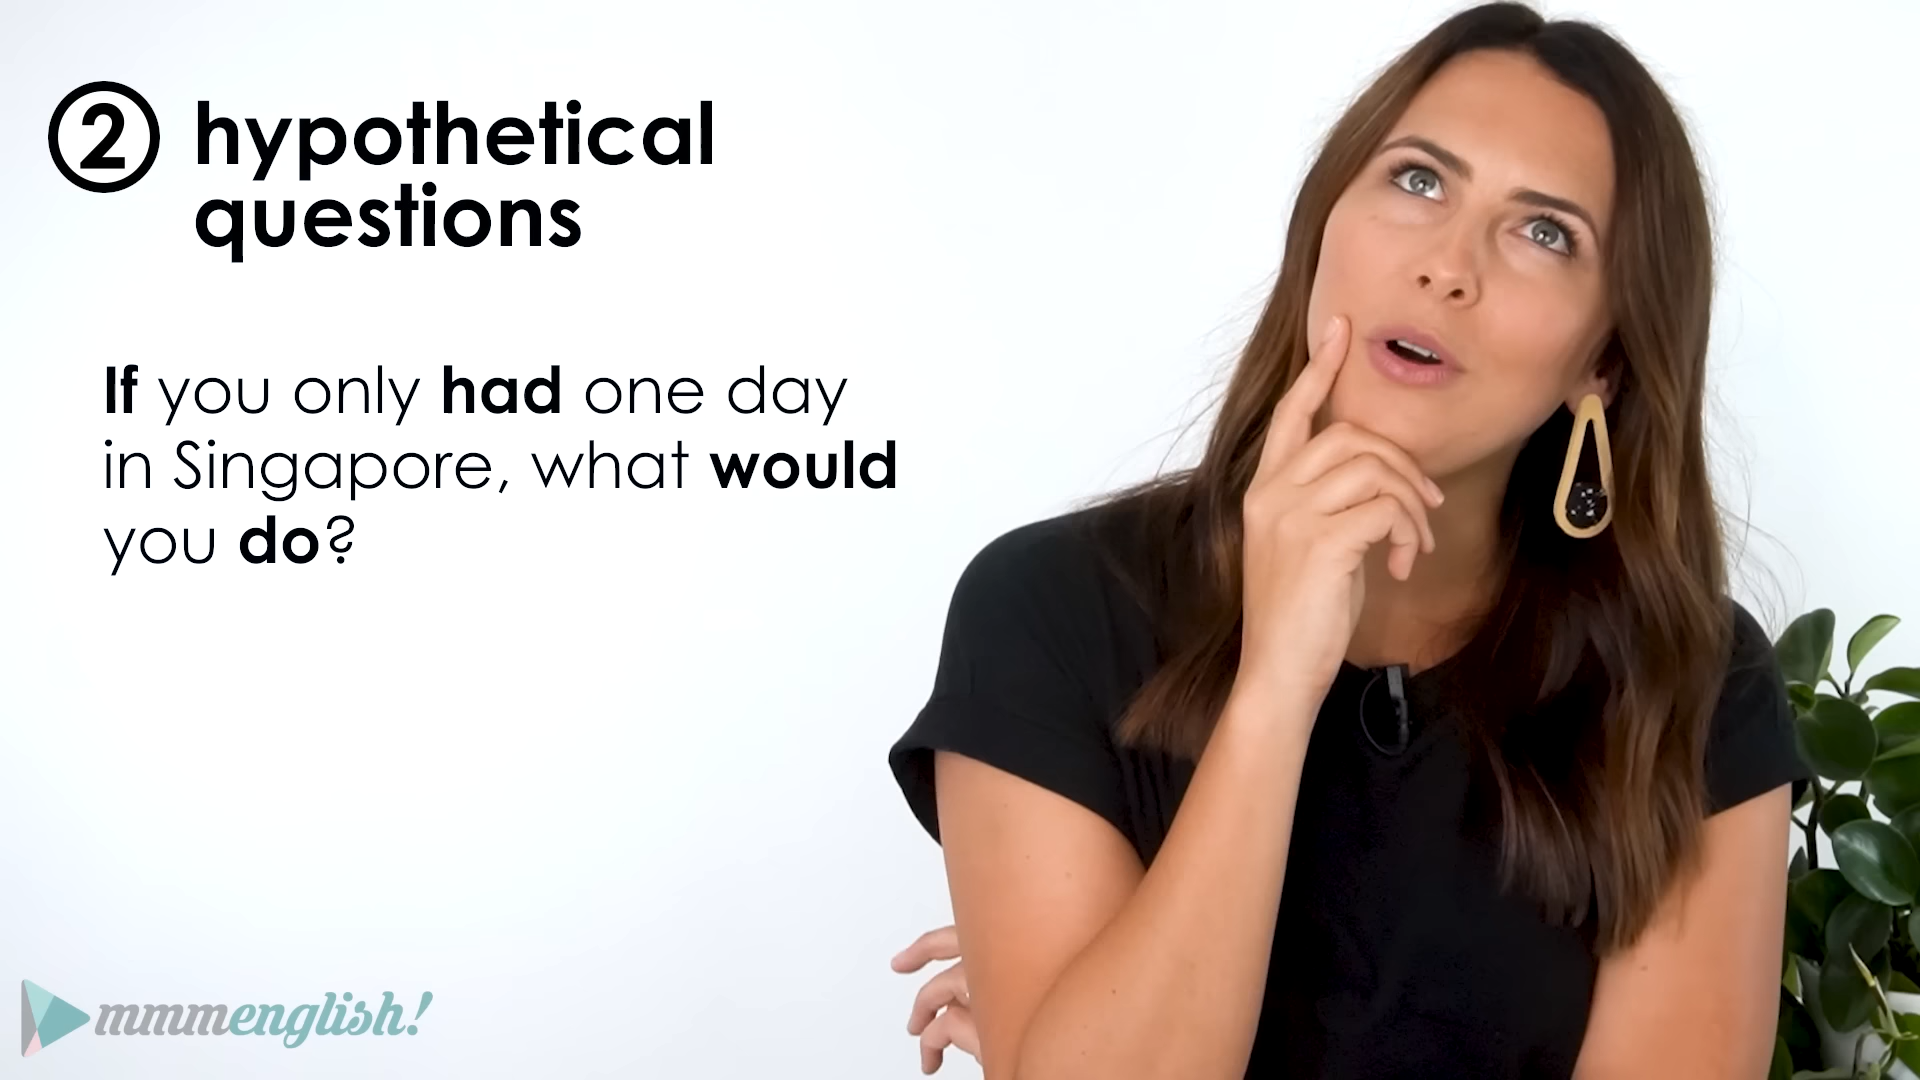 2 hypothetical
questions
If you only had one day
in Singapore, what would
you do?
mmmenglish!